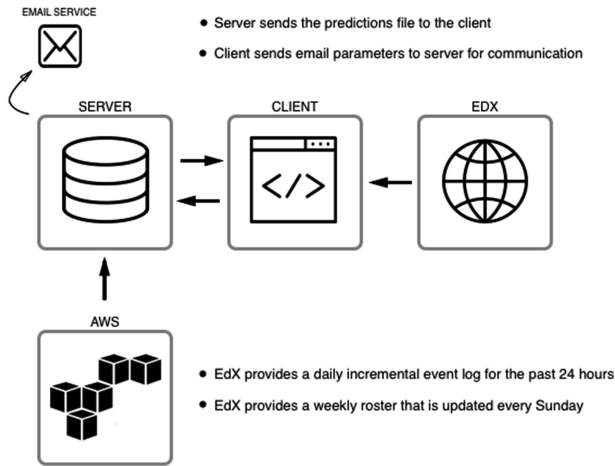 EMAIL SERVICE
● Server sends the predictions file to the client
● Client sends email parameters to server for communication
SERVER
CLIENT
EDX
</>
AWS
● EdX provides a daily incremental event log for the past 24 hours
● EdX provides a weekly roster that is updated every Sunday